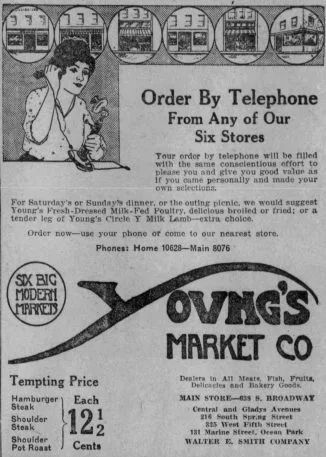 Order By Telephone
From Any of Our
Six Stores
Your order by telephone will be filled
with the same conscientious effort to
please you and give you good value as
if you came personally and made your
own selections.
For Saturday's or Sunday's dinner, or the outing picnic, we would suggest
Young's Fresh-Dressed Milk-Fed Poultry, delicious broiled or fried; or a
tender leg of Young's Circle Y Milk Lamb—extra choice.
Order now—use your phone or come to our nearest store.
Phones: Home 10628—Main 8076
SIX BIG
MODERN
MARKETS
YOVNG'S
MARKET CO
Tempting Price
Hamburger
Steak
Shoulder
Steak
Shoulder
Pot Roast
Each
12½
Cents
Dealers in All Meats, Fish, Fruits,
Delicacies and Bakery Goods.
MAIN STORE—638 S. BROADWAY
Central and Gladys Avenues
216 South Spring Street
325 West Fifth Street
131 Marine Street, Ocean Park
WALTER E. SMITH COMPANY